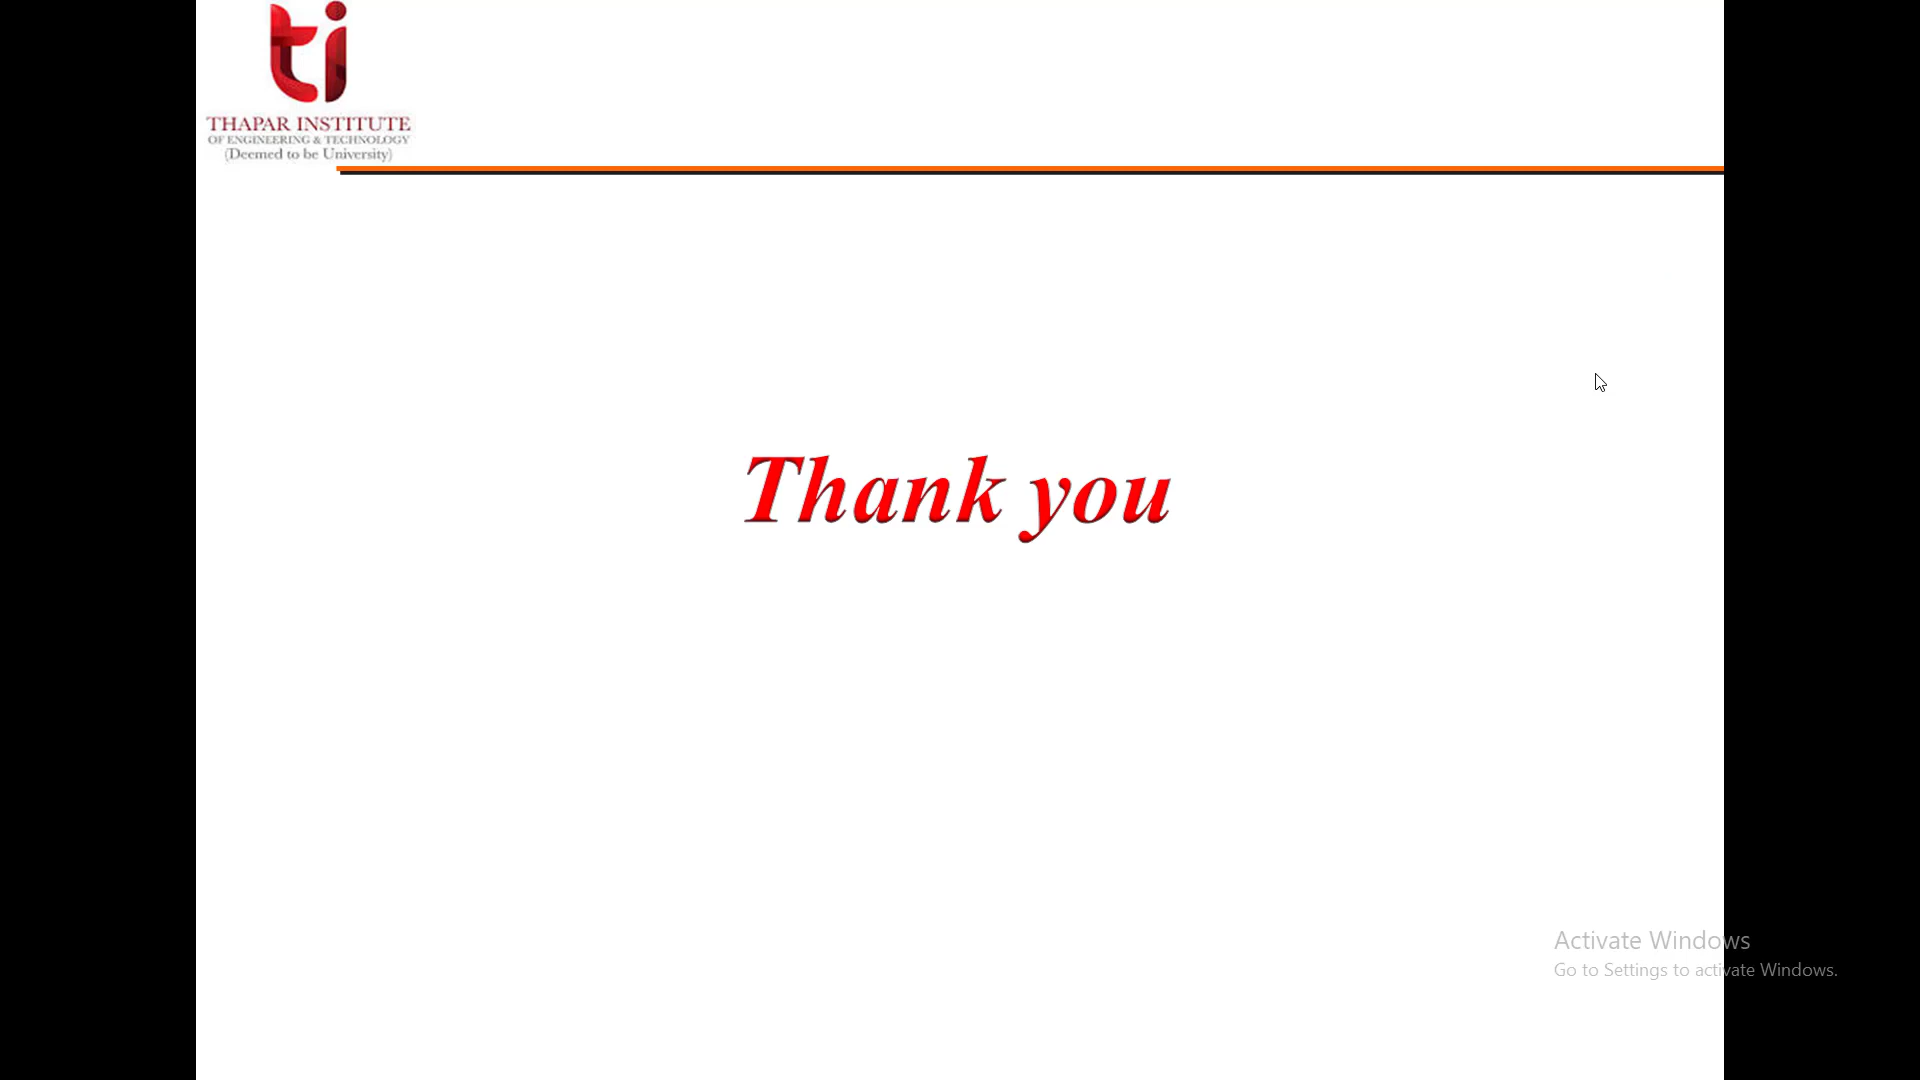 ti
THAPAR INSTITUTE
OF ENGINEERING & TECHNOLOGY
(Deemed to be University)
Thank you
Activate Windows
Go to Settings to activate Windows.